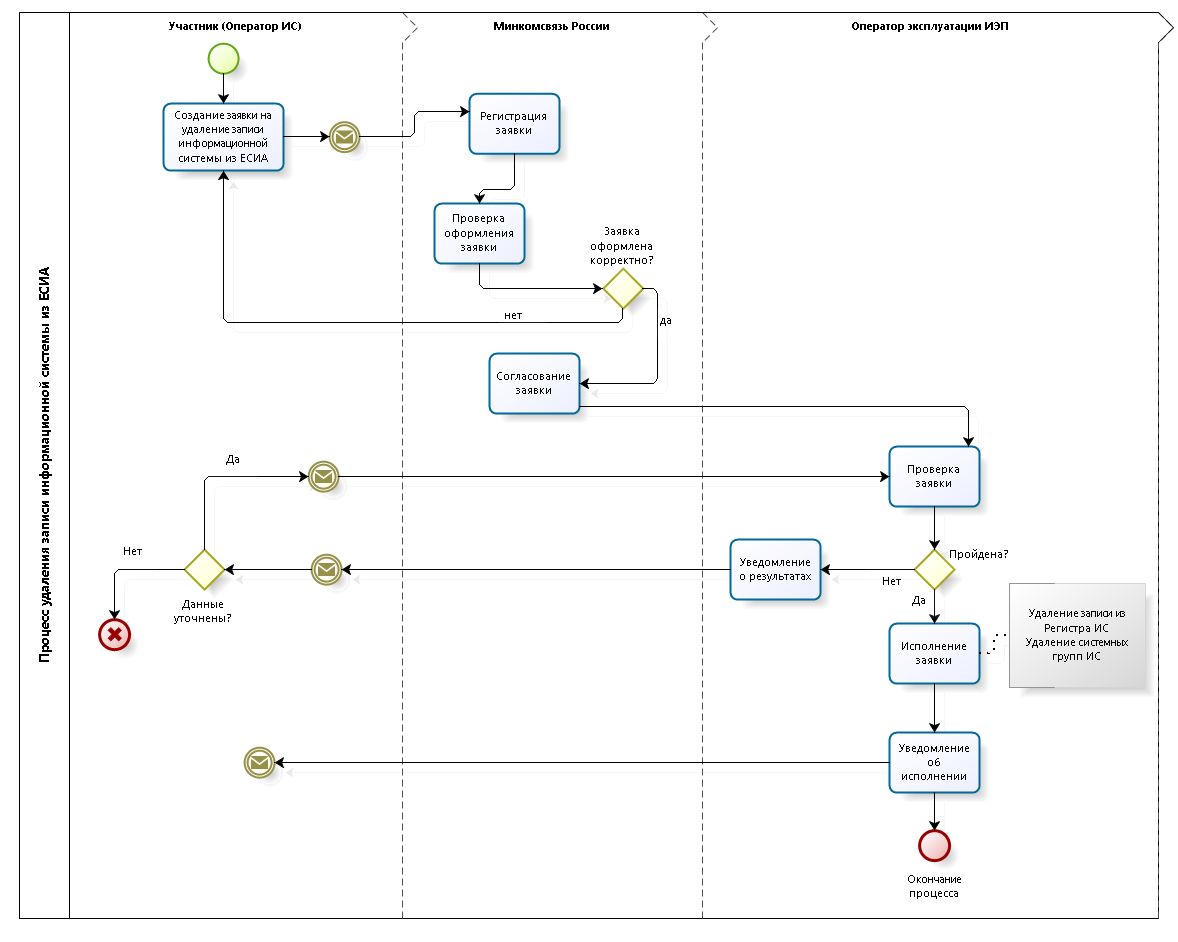 Процесс удаления записи информационной системы из ЕСИА
Участник (Оператор ИС)
Минкомсвязь России
Оператор эксплуатации ИЭП
Создание заявки на
удаление записи
информационной
системы из ЕСИА
Регистрация
заявки
Проверка
оформления
заявки
Заявка
оформлена
корректно?
нет
да
Согласование
заявки
Да
Проверка
заявки
Нет
Данные
уточнены?
Уведомление
о результатах
Пройдена?
Нет
Да
Исполнение
заявки
Удаление записи из
Регистра ИС
Удаление системных
групп ИС
Уведомление
об
исполнении
Окончание
процесса